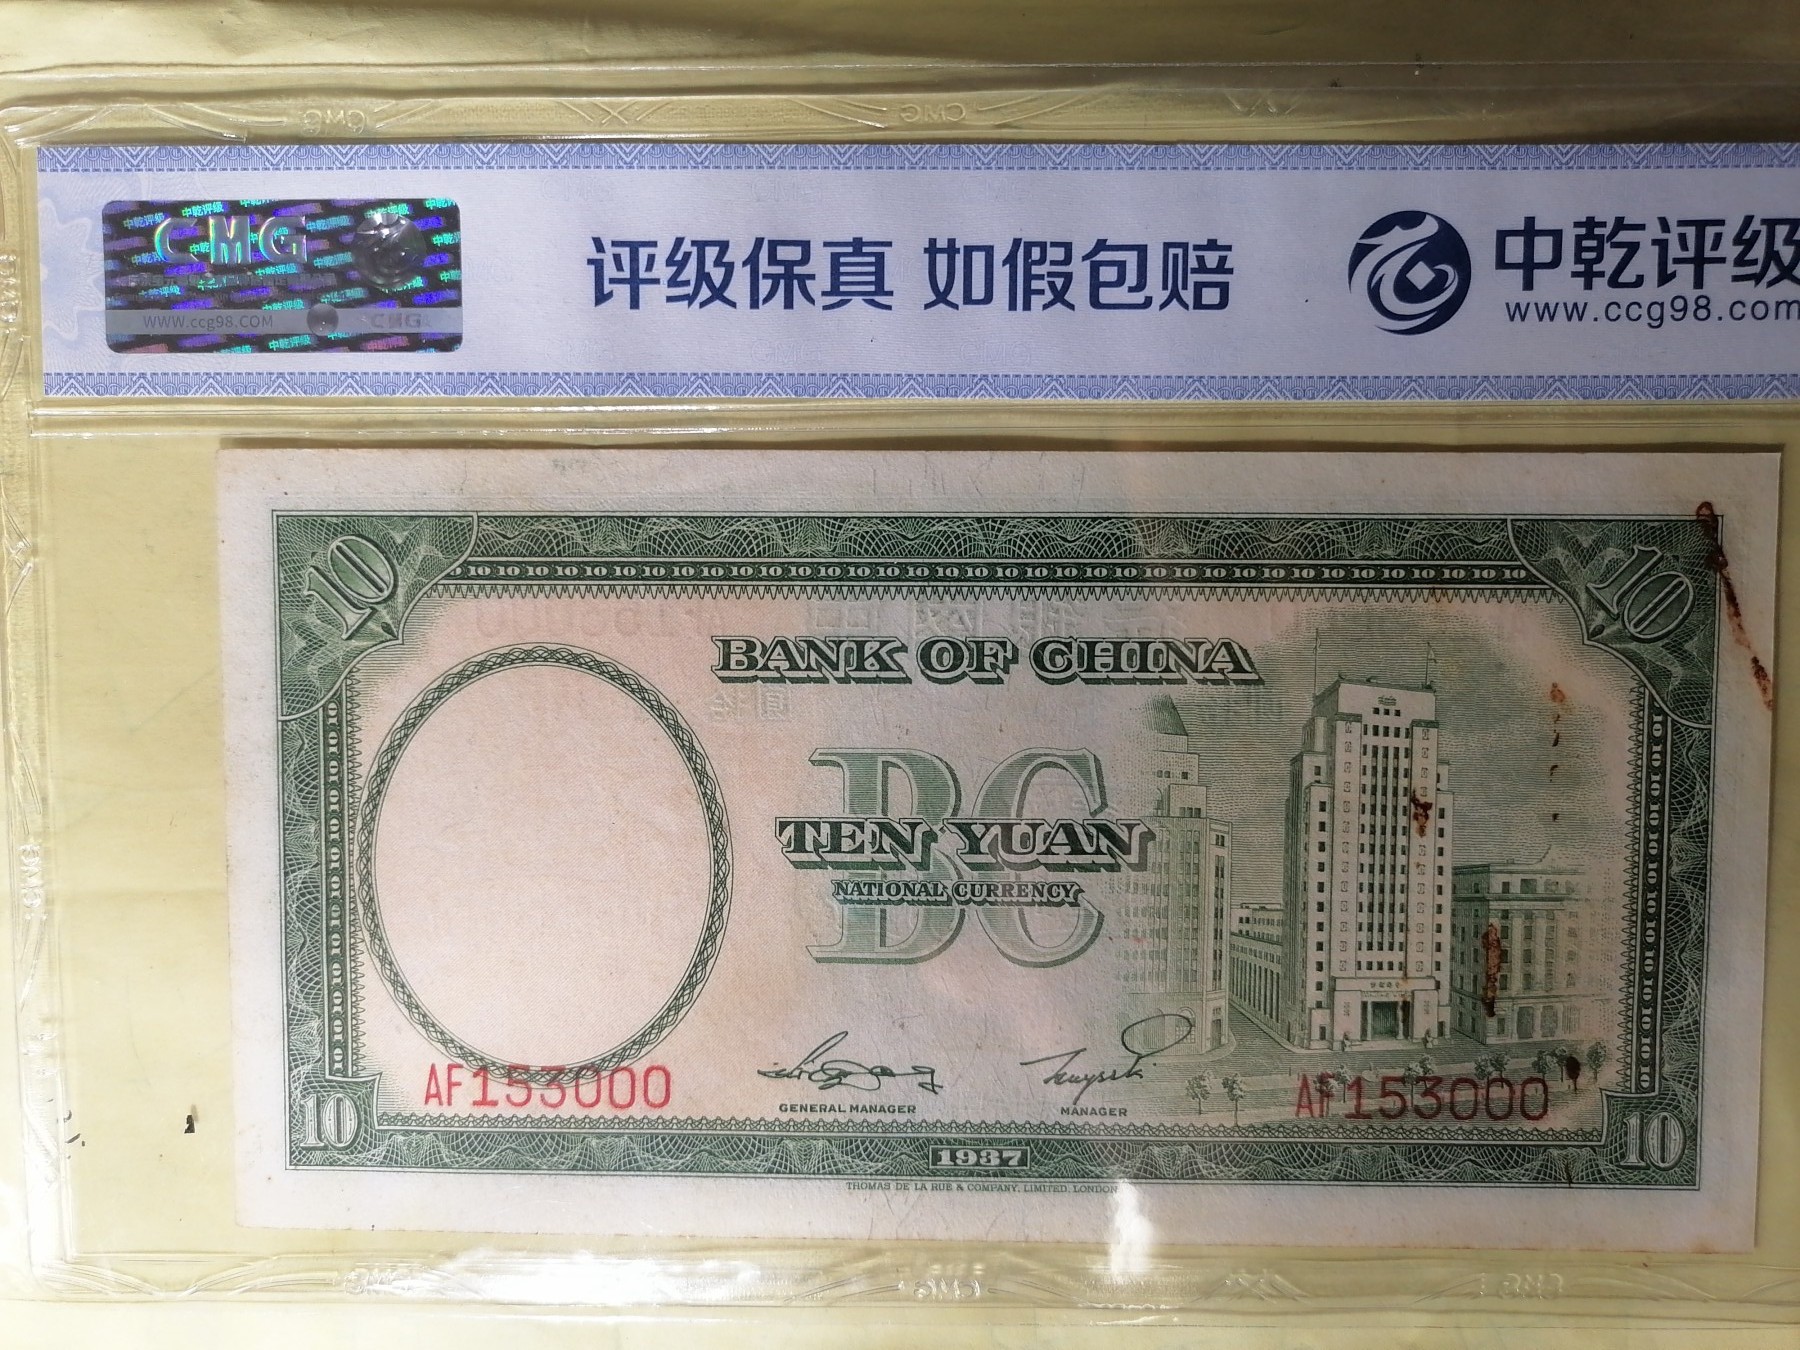 CMG
WWW.ccg98.COM CMG
评级保真 如假包赔
中乾评级
www.ccg98.com
10 10
BANK OF CHINA
BC
TEN YUAN
NATIONAL CURRENCY
AF153000 AF153000
GENERAL MANAGER MANAGER
10 10
1937
THOMAS DE LA RUE & COMPANY, LIMITED, LONDON